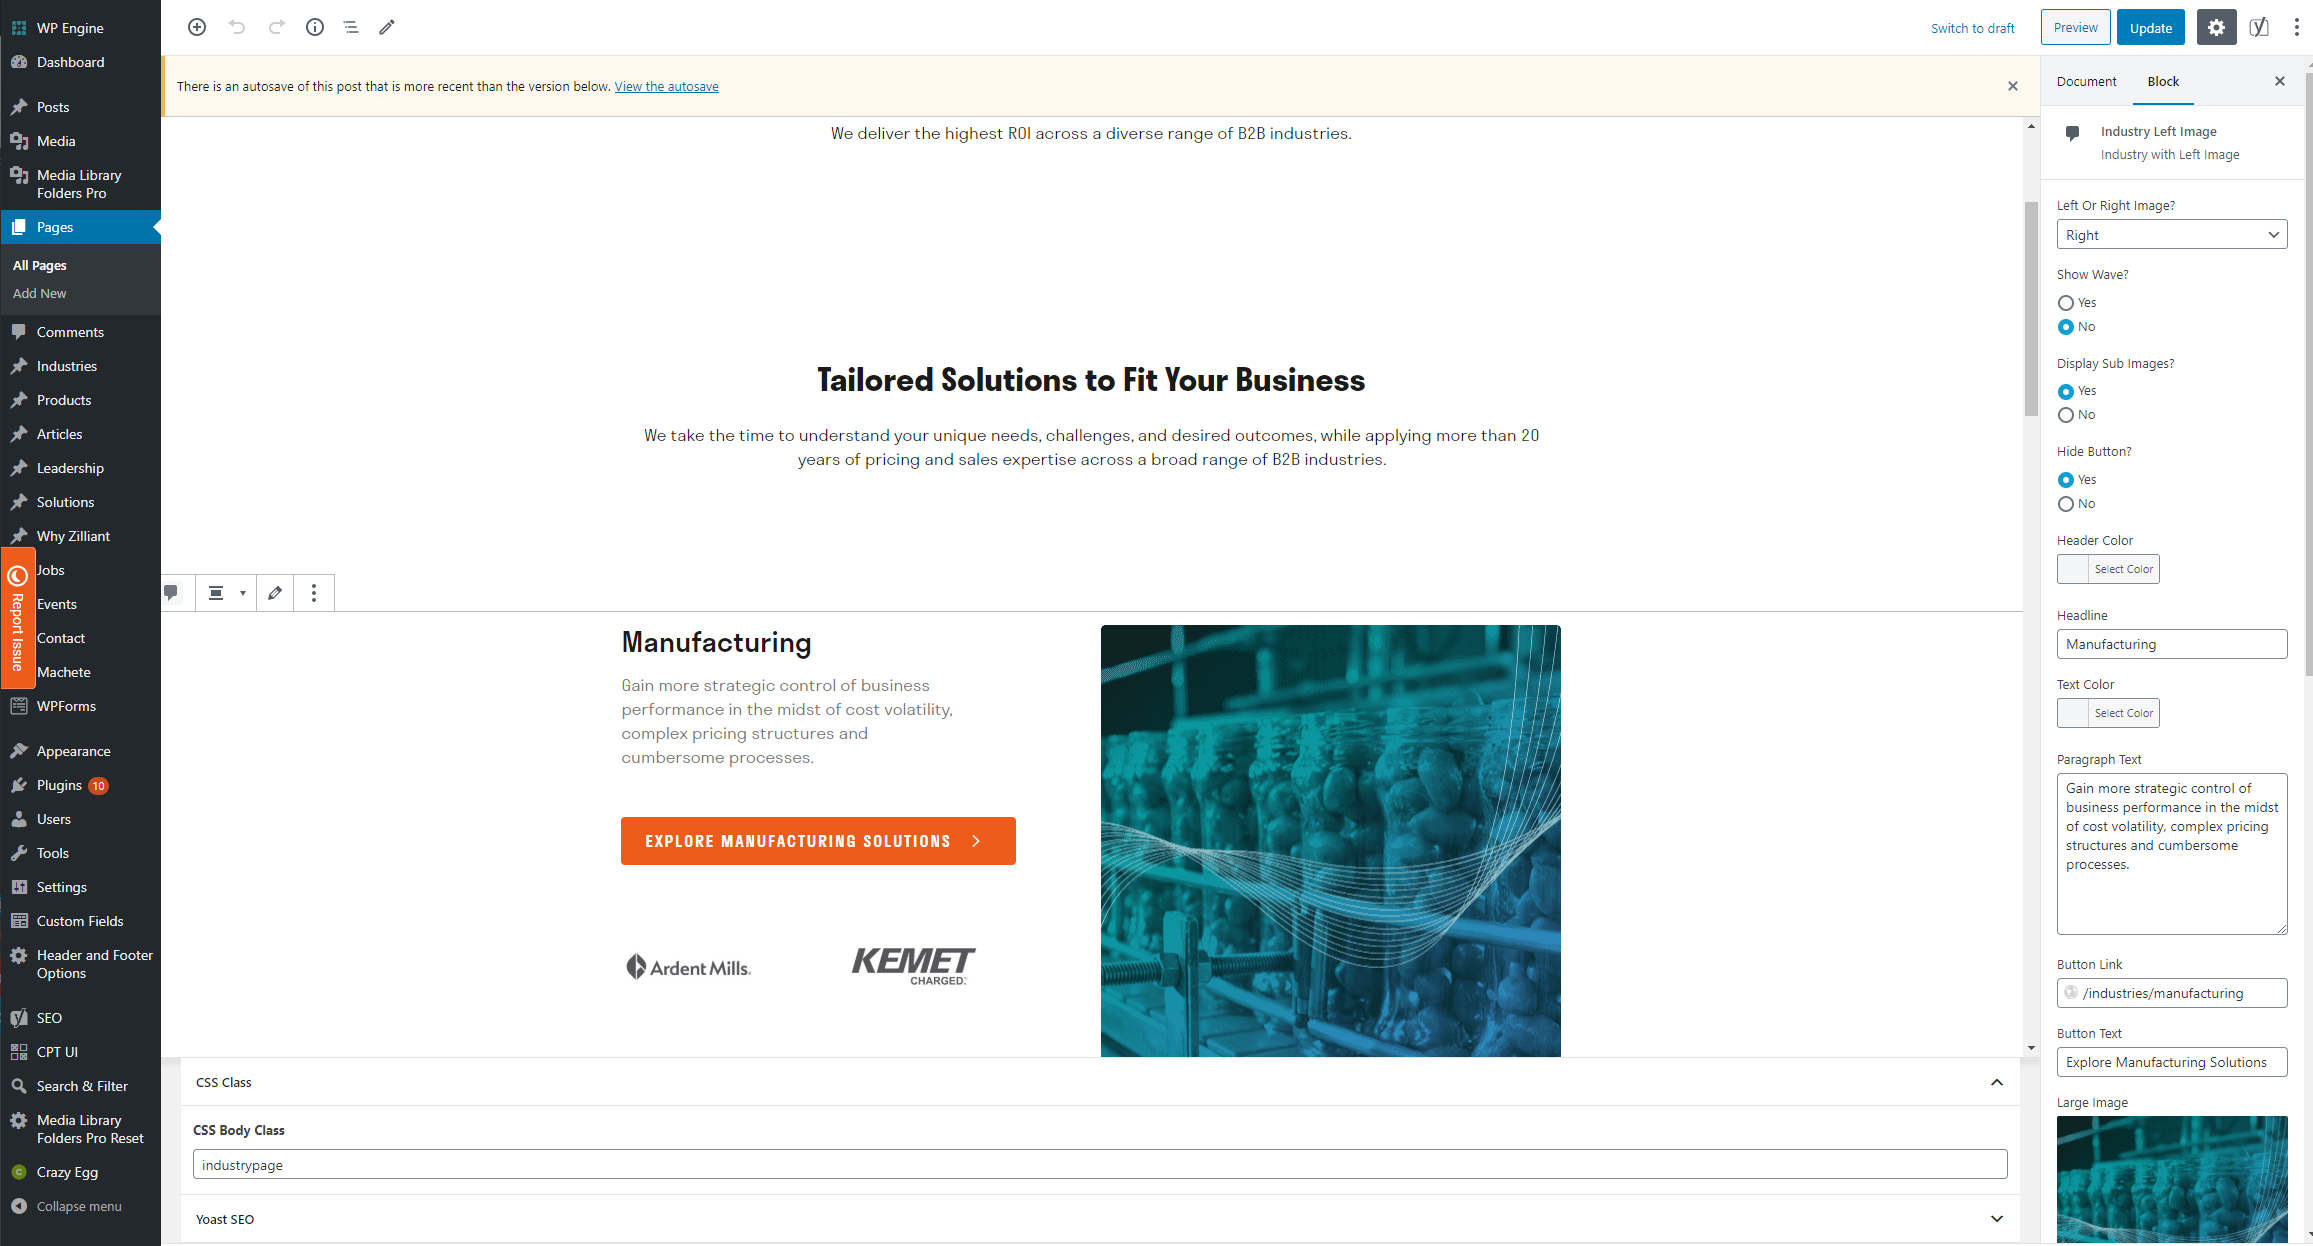 WP Engine
Dashboard
Posts
Media
Media Library
Folders Pro
Pages
All Pages
Add New
Comments
Industries
Products
Articles
Leadership
Solutions
Why Zilliant
Jobs
Events
Contact
Machete
WPForms
Appearance
Plugins 10
Users
Tools
Settings
Custom Fields
Header and Footer
Options
SEO
CPT UI
Search & Filter
Media Library
Folders Pro Reset
Crazy Egg
Collapse menu
Report Issue
Switch to draft
Preview
Update
There is an autosave of this post that is more recent than the version below. View the autosave
We deliver the highest ROI across a diverse range of B2B industries.
Tailored Solutions to Fit Your Business
We take the time to understand your unique needs, challenges, and desired outcomes, while applying more than 20
years of pricing and sales expertise across a broad range of B2B industries.
Manufacturing
Gain more strategic control of business
performance in the midst of cost volatility,
complex pricing structures and
cumbersome processes.
EXPLORE MANUFACTURING SOLUTIONS
Ardent Mills
KEMET
CHARGED
CSS Class
CSS Body Class
industrypage
Yoast SEO
Document
Block
Industry Left Image
Industry with Left Image
Left Or Right Image?
Right
Show Wave?
Yes
No
Display Sub Images?
Yes
No
Hide Button?
Yes
No
Header Color
Select Color
Headline
Manufacturing
Text Color
Select Color
Paragraph Text
Gain more strategic control of
business performance in the midst
of cost volatility, complex pricing
structures and cumbersome
processes.
Button Link
/industries/manufacturing
Button Text
Explore Manufacturing Solutions
Large Image